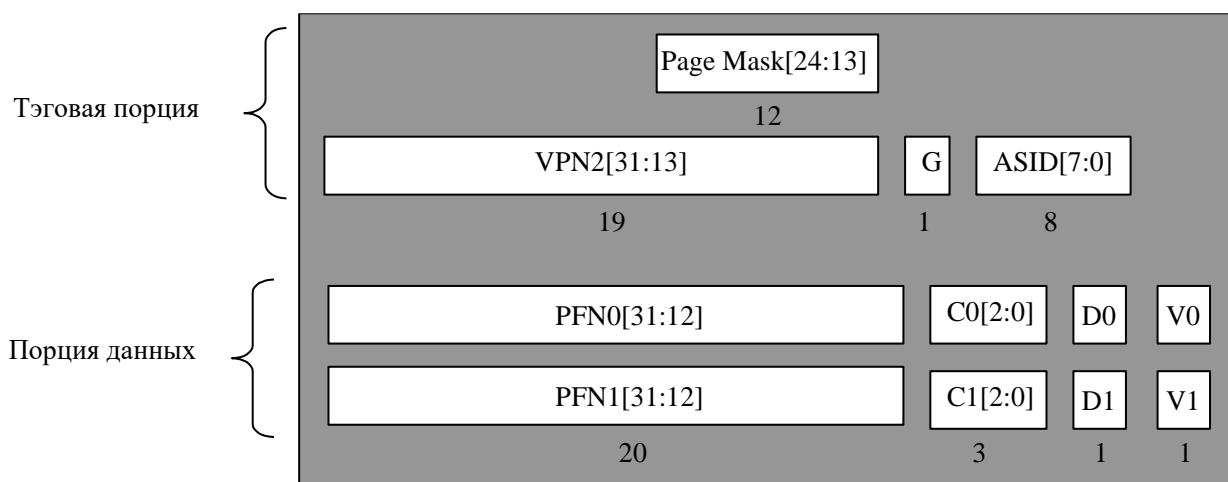 Page Mask[24:13]
Тэговая порция
12
VPN2[31:13] G ASID[7:0]
19 1 8
PFN0[31:12] C0[2:0] D0 V0
Порция данных
PFN1[31:12] C1[2:0] D1 V1
20 3 1 1